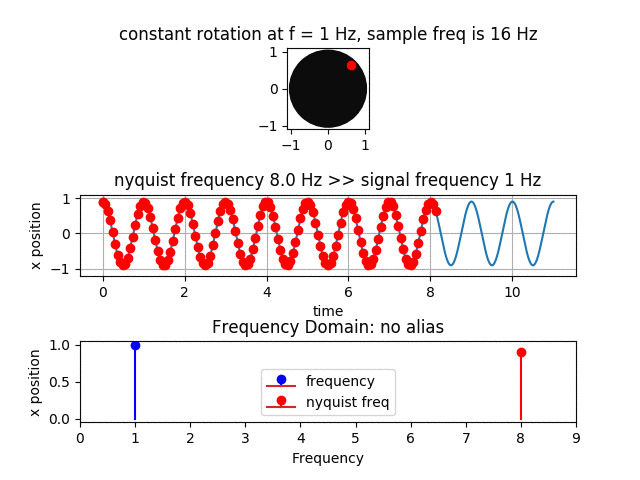 constant rotation at f = 1 Hz, sample freq is 16 Hz
1
0
−1
−1 0 1
nyquist frequency 8.0 Hz >> signal frequency 1 Hz
1
0
−1
x position
0 2 4 6 8 10
time
Frequency Domain: no alias
1.0
0.5
0.0
x position
frequency
nyquist freq
0 1 2 3 4 5 6 7 8 9
Frequency